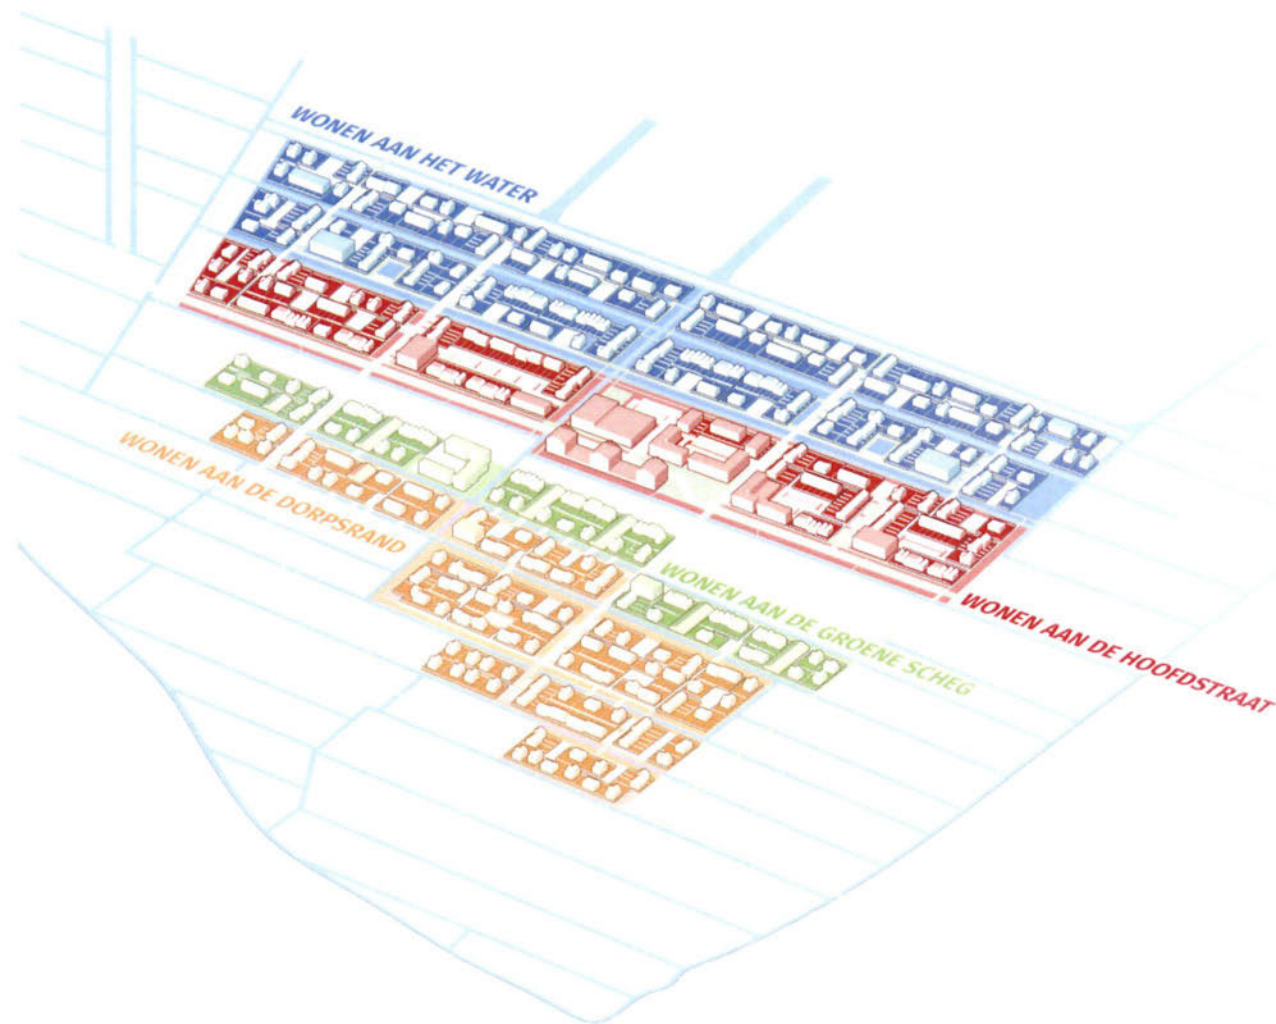 WONEN AAN HET WATER
WONEN AAN DE DORPSRAND
WONEN AAN DE GROENE SCHEG
WONEN AAN DE HOOFDSTRAAT